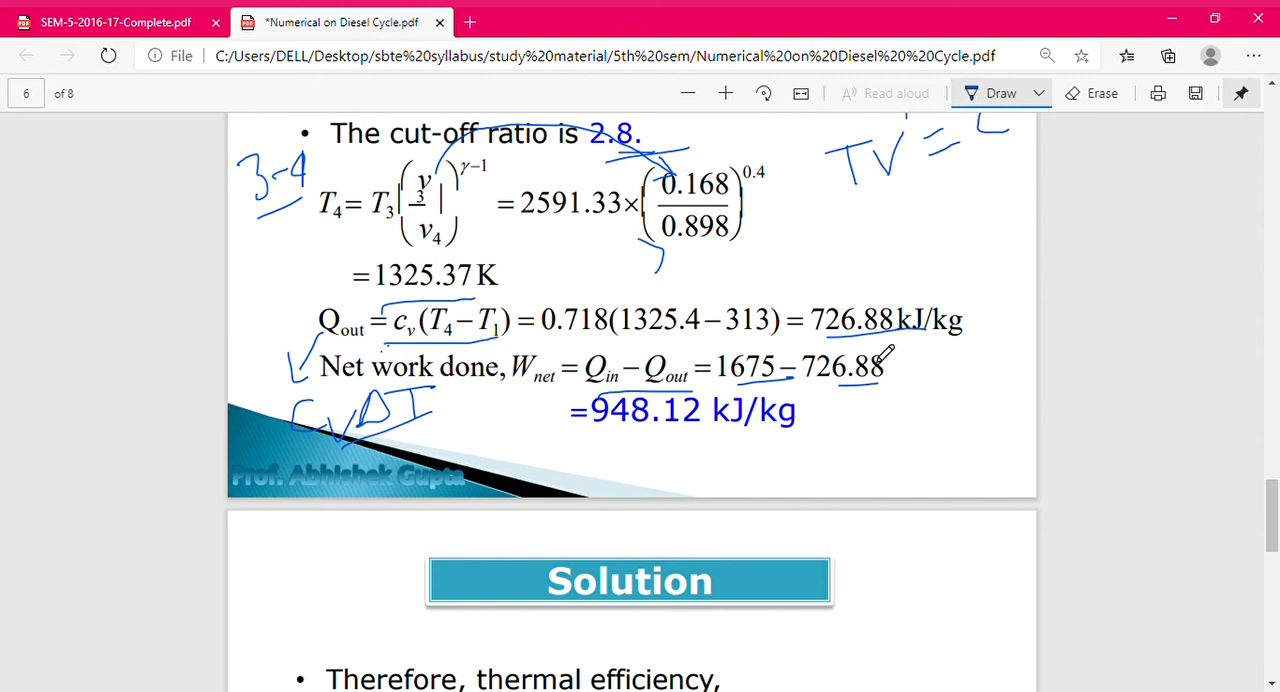 SEM-5-2016-17-Complete.pdf
*Numerical on Diesel Cycle.pdf
File
C:/Users/DELL/Desktop/sbte%20syllabus/study%20material/5th%20sem/Numerical%20on%20Diesel%20%20Cycle.pdf
6 of 8
Read aloud
Draw
Erase
• The cut-off ratio is 2.8.
3-4
TV =
T4 = T3 (v3 / v4)^γ−1 = 2591.33 × (0.168 / 0.898)^0.4
= 1325.37 K
Qout = cv (T4 − T1) = 0.718(1325.4 − 313) = 726.88 kJ/kg
Net work done, Wnet = Qin − Qout = 1675 − 726.88
CvΔT
= 948.12 kJ/kg
Prof. Abhishek Gupta
Solution
• Therefore, thermal efficiency,